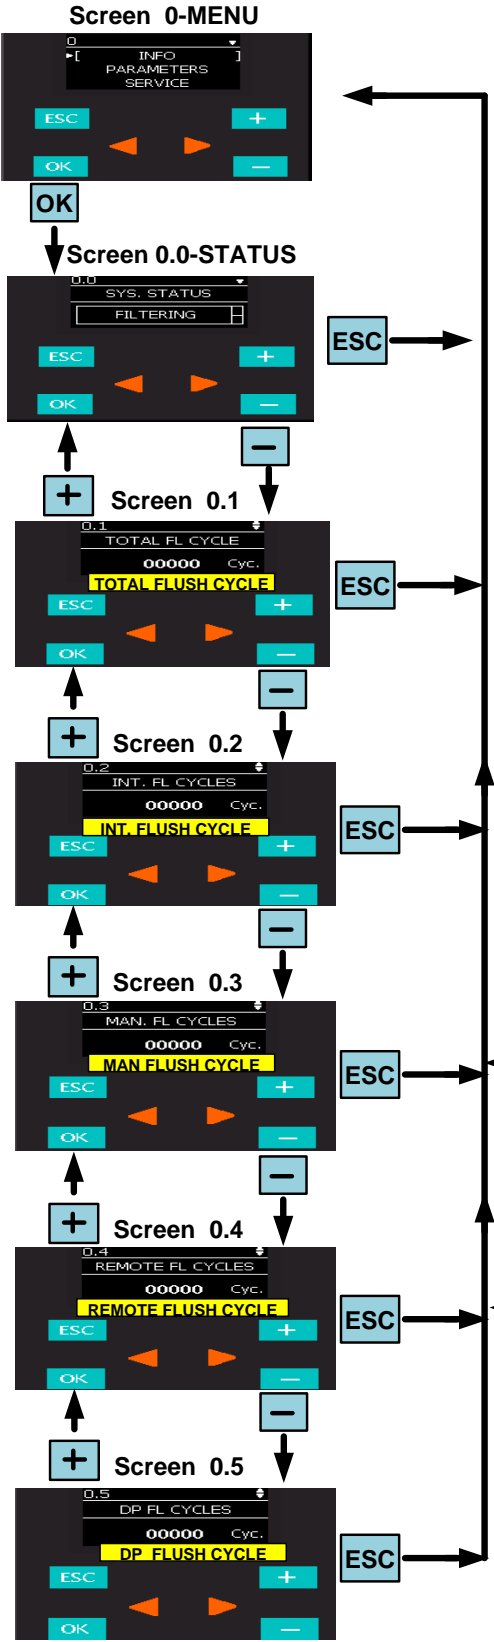 Screen 0-MENU
0
[ INFO ]
PARAMETERS
SERVICE
ESC +
OK −
OK
Screen 0.0-STATUS
0.0
SYS. STATUS
FILTERING
ESC +
OK −
ESC
−
+ Screen 0.1
0.1
TOTAL FL CYCLE
00000 Cyc.
TOTAL FLUSH CYCLE
ESC +
OK −
ESC
−
+ Screen 0.2
0.2
INT. FL CYCLES
00000 Cyc.
INT. FLUSH CYCLE
ESC +
OK −
ESC
−
+ Screen 0.3
0.3
MAN. FL CYCLES
00000 Cyc.
MAN FLUSH CYCLE
ESC +
OK −
ESC
−
+ Screen 0.4
0.4
REMOTE FL CYCLES
00000 Cyc.
REMOTE FLUSH CYCLE
ESC +
OK −
ESC
−
+ Screen 0.5
0.5
DP FL CYCLES
00000 Cyc.
DP FLUSH CYCLE
ESC +
OK −
ESC